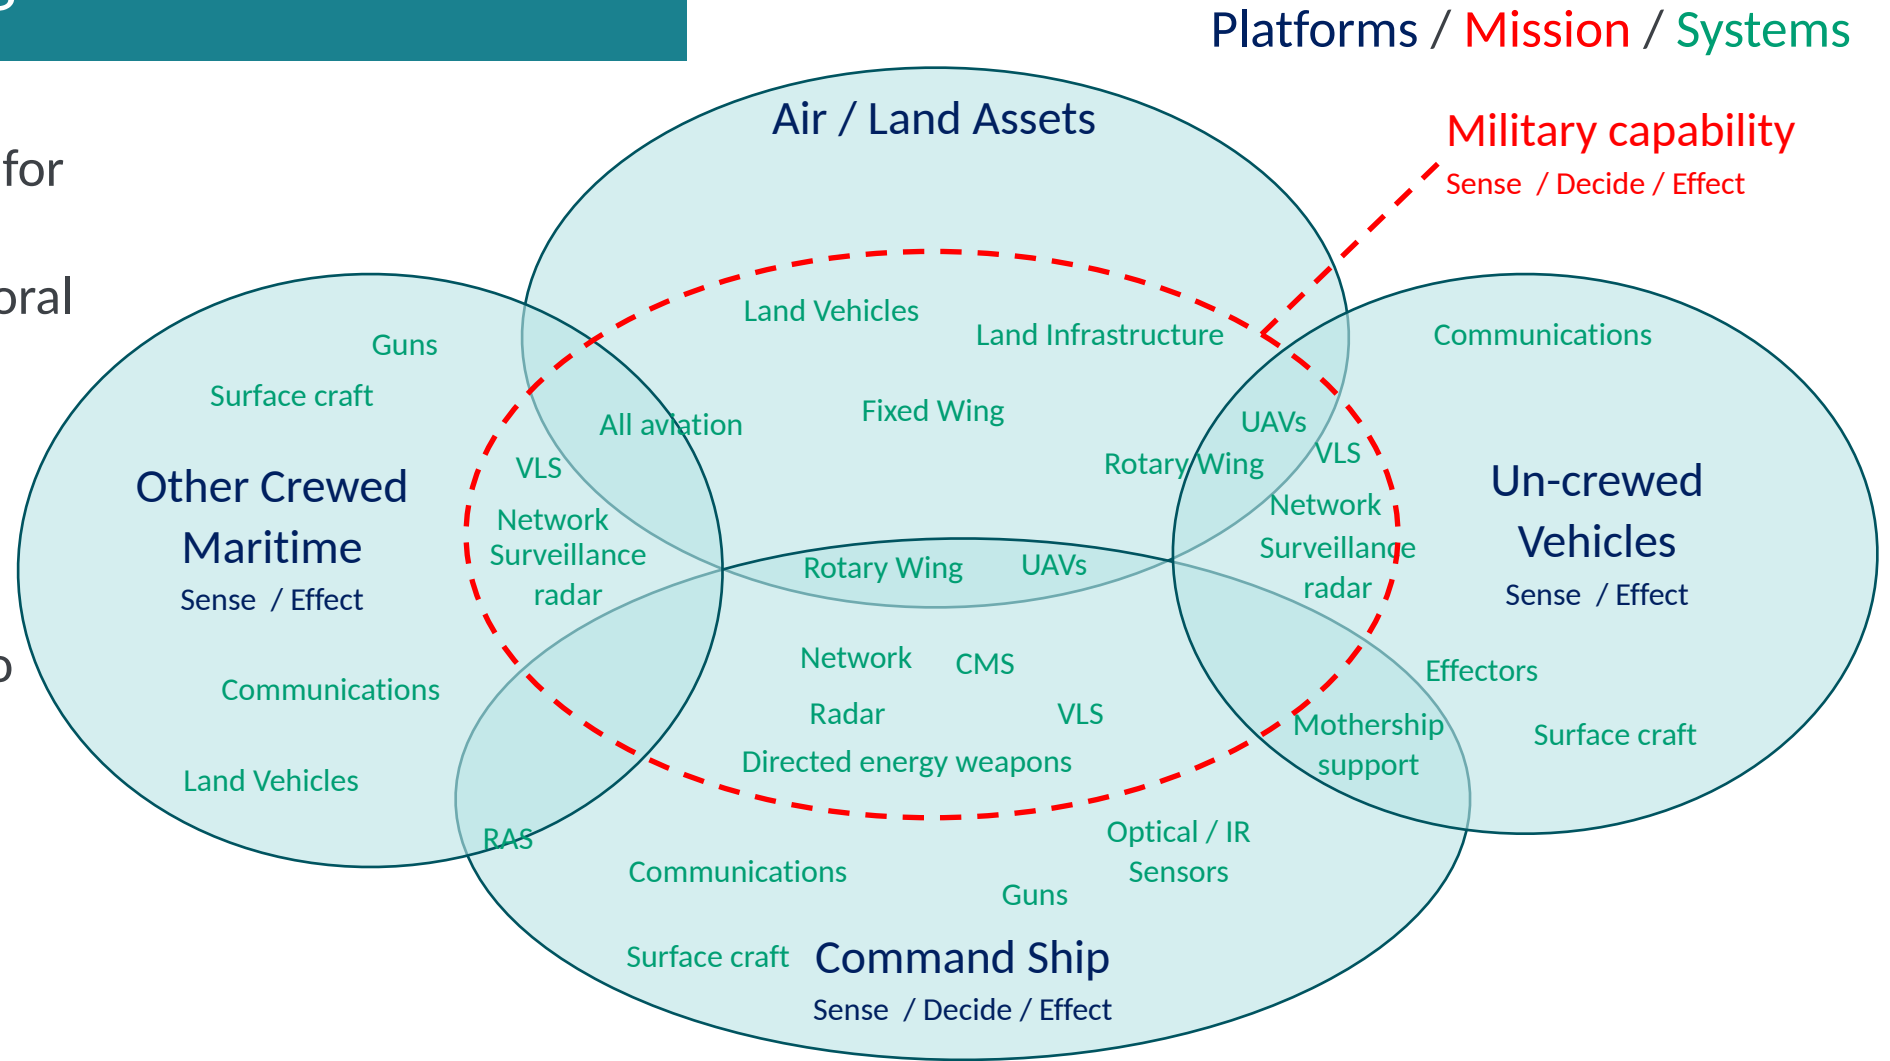 Platforms / Mission / Systems
for
oral
Air / Land Assets
Military capability
Sense / Decide / Effect
Land Vehicles
Land Infrastructure
Fixed Wing
All aviation
Rotary Wing
UAVs
VLS
Network
Surveillance
radar
Guns
Surface craft
VLS
Network
Surveillance
radar
Other Crewed
Maritime
Sense / Effect
Communications
Land Vehicles
RAS
Communications
Un-crewed
Vehicles
Sense / Effect
Effectors
Surface craft
Mothership
support
Rotary Wing
UAVs
Network
CMS
Radar
VLS
Directed energy weapons
Optical / IR
Sensors
Communications
Guns
Surface craft
Command Ship
Sense / Decide / Effect